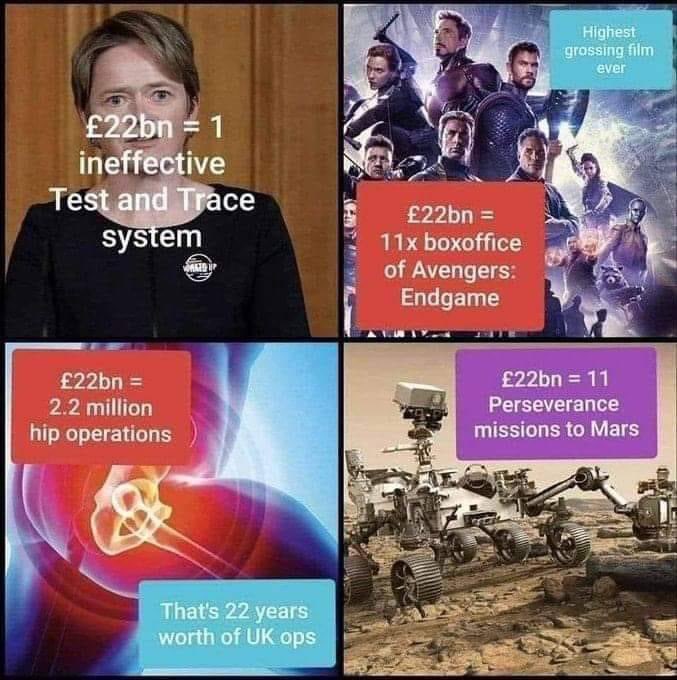 £22bn = 1
ineffective
Test and Trace
system
Highest
grossing film
ever
£22bn =
11x boxoffice
of Avengers:
Endgame
£22bn =
2.2 million
hip operations
That's 22 years
worth of UK ops
£22bn = 11
Perseverance
missions to Mars